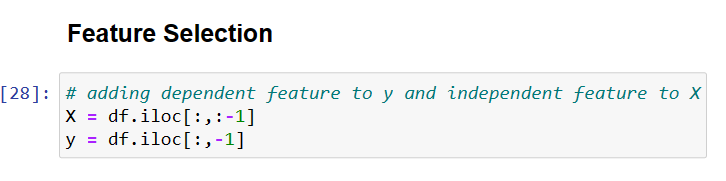 Feature Selection
[28]: # adding dependent feature to y and independent feature to X
X = df.iloc[:,:-1]
y = df.iloc[:,-1]